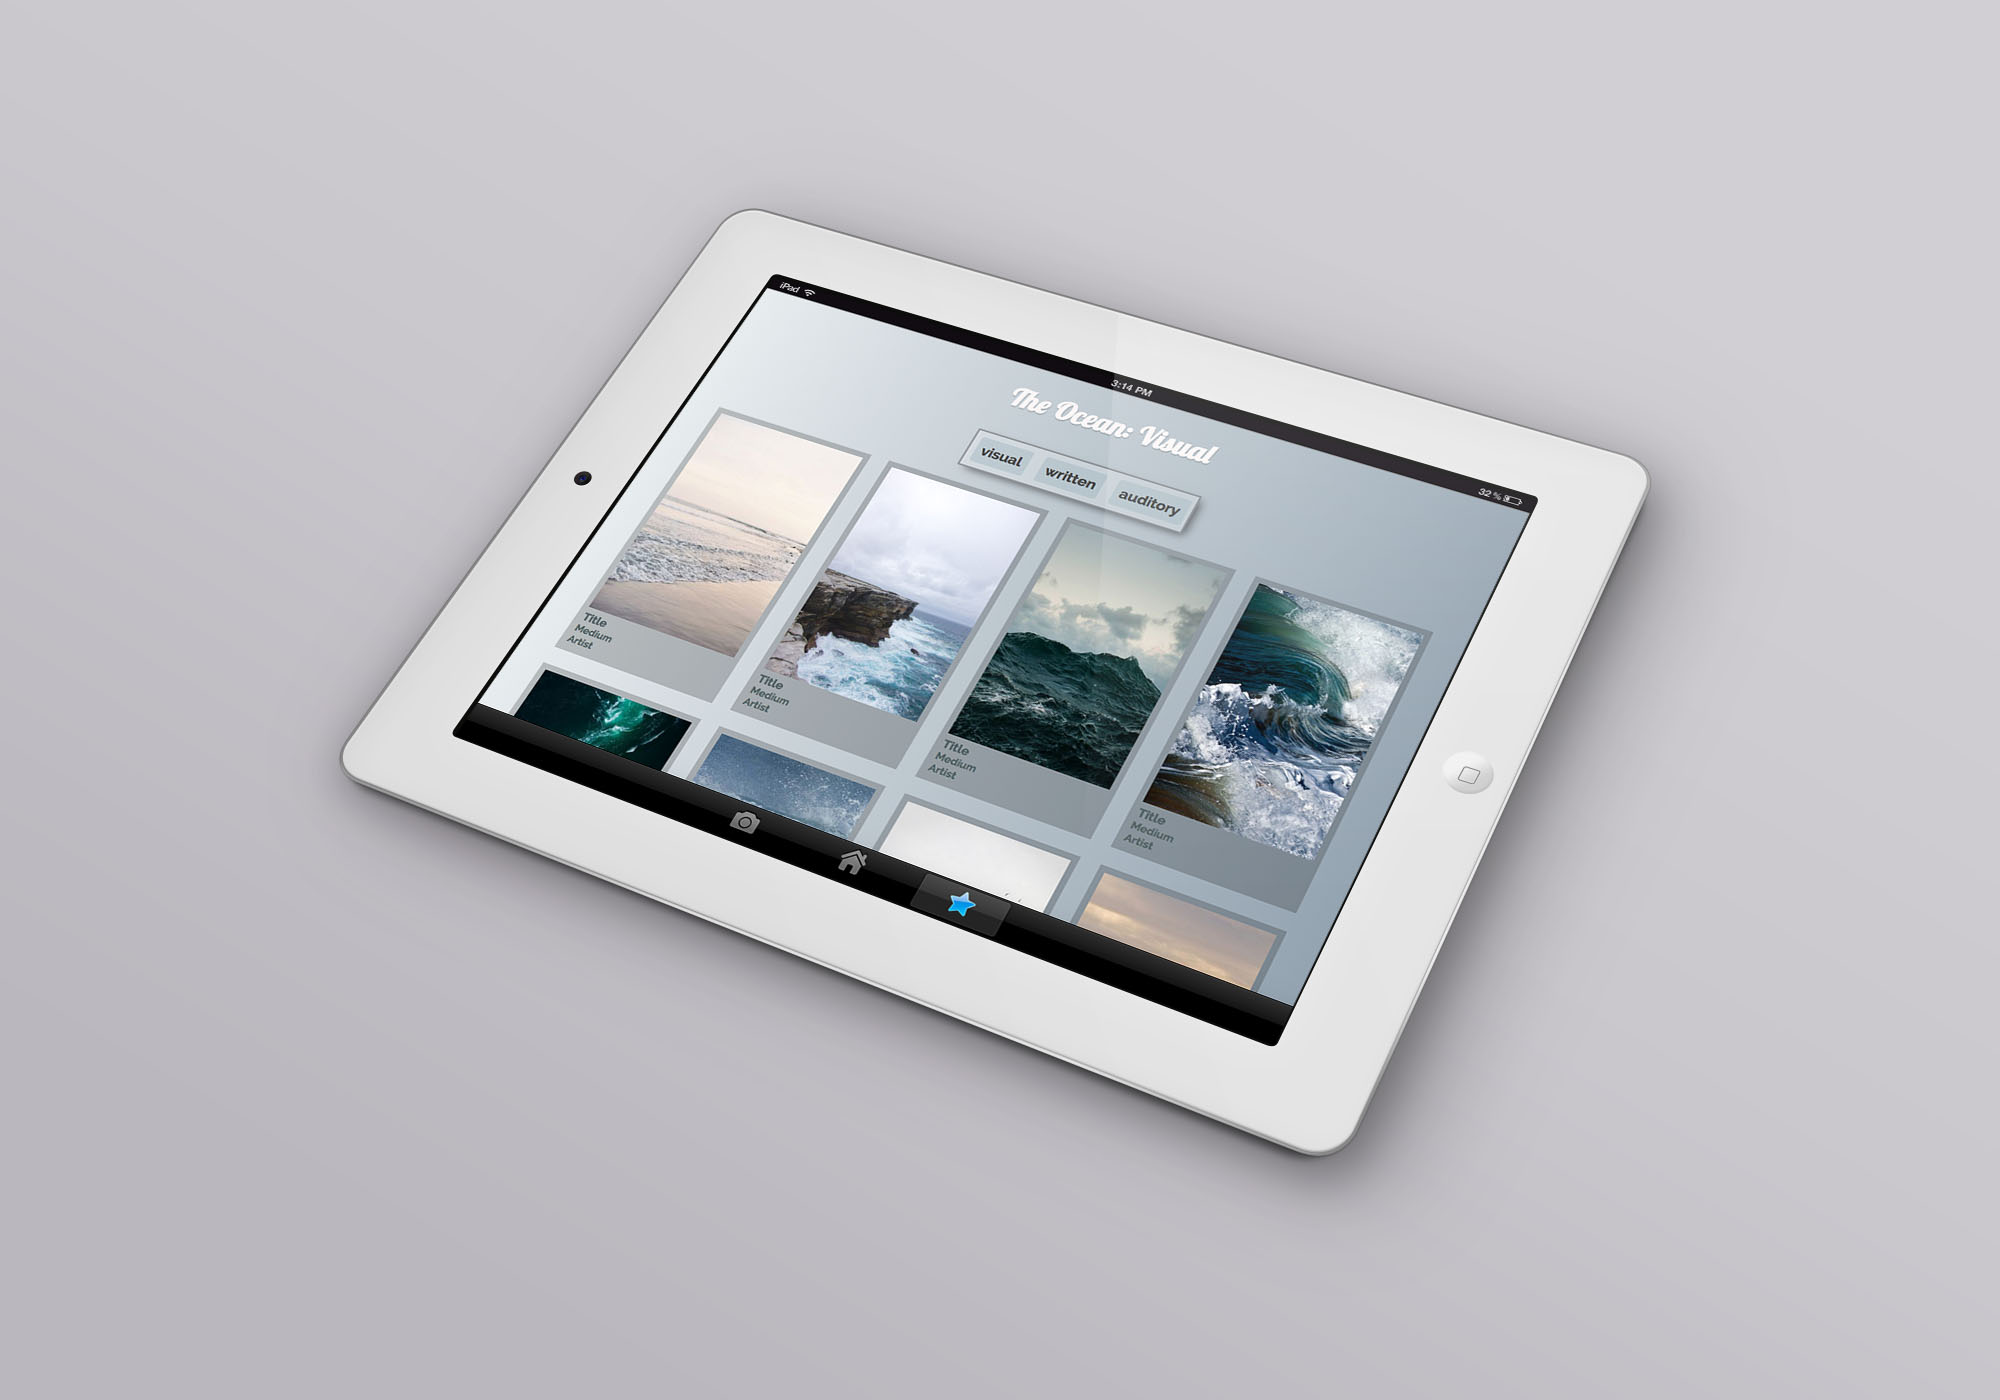 iPad
3:14 PM
32 %
The Ocean: Visual
visual
written
auditory
Title
Medium
Artist
Title
Medium
Artist
Title
Medium
Artist
Title
Medium
Artist